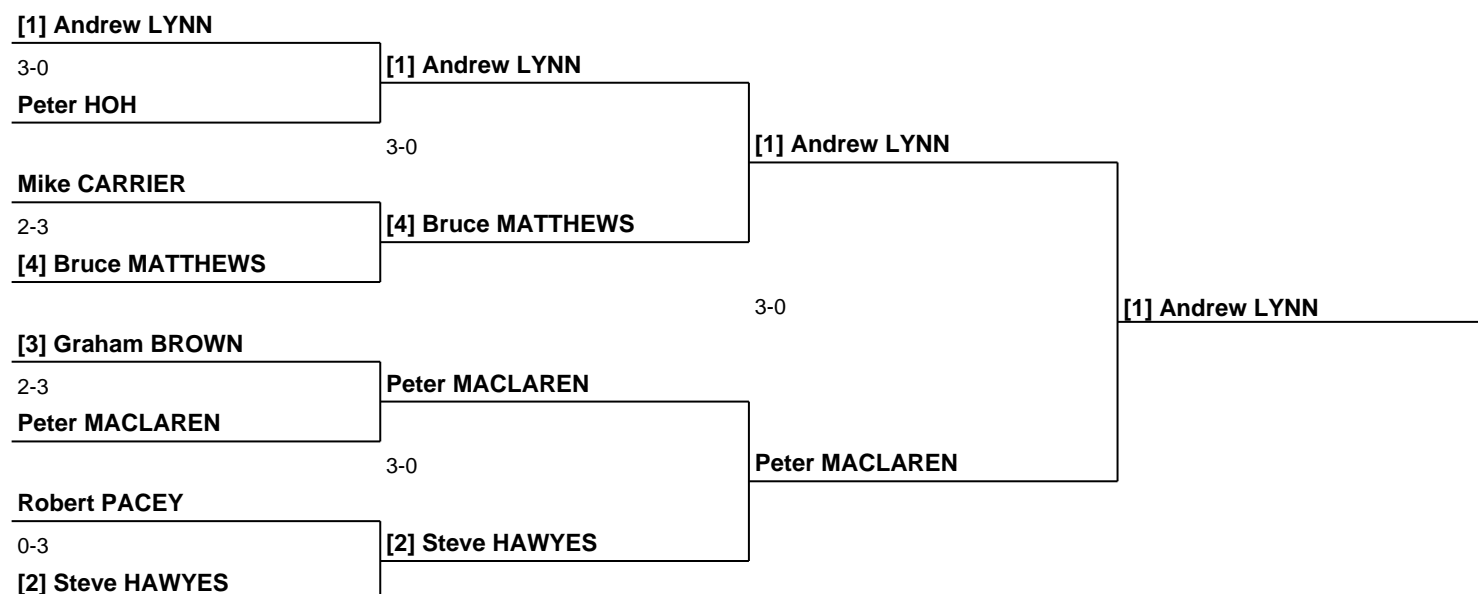 [1] Andrew LYNN
3-0
[1] Andrew LYNN
Peter HOH
3-0
[1] Andrew LYNN
Mike CARRIER
2-3
[4] Bruce MATTHEWS
[4] Bruce MATTHEWS
3-0
[1] Andrew LYNN
[3] Graham BROWN
2-3
Peter MACLAREN
Peter MACLAREN
3-0
Peter MACLAREN
Robert PACEY
0-3
[2] Steve HAWYES
[2] Steve HAWYES